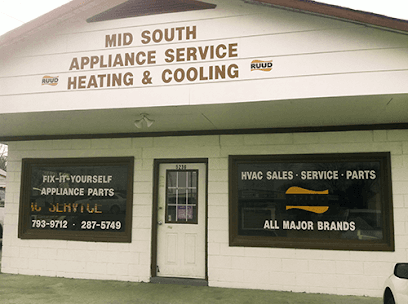 MID SOUTH
APPLIANCE SERVICE
HEATING & COOLING
RUUD
RUUD
FIX-IT-YOURSELF
APPLIANCE PARTS
AC SERVICE
793-9712 · 287-5749
HVAC SALES · SERVICE · PARTS
ALL MAJOR BRANDS